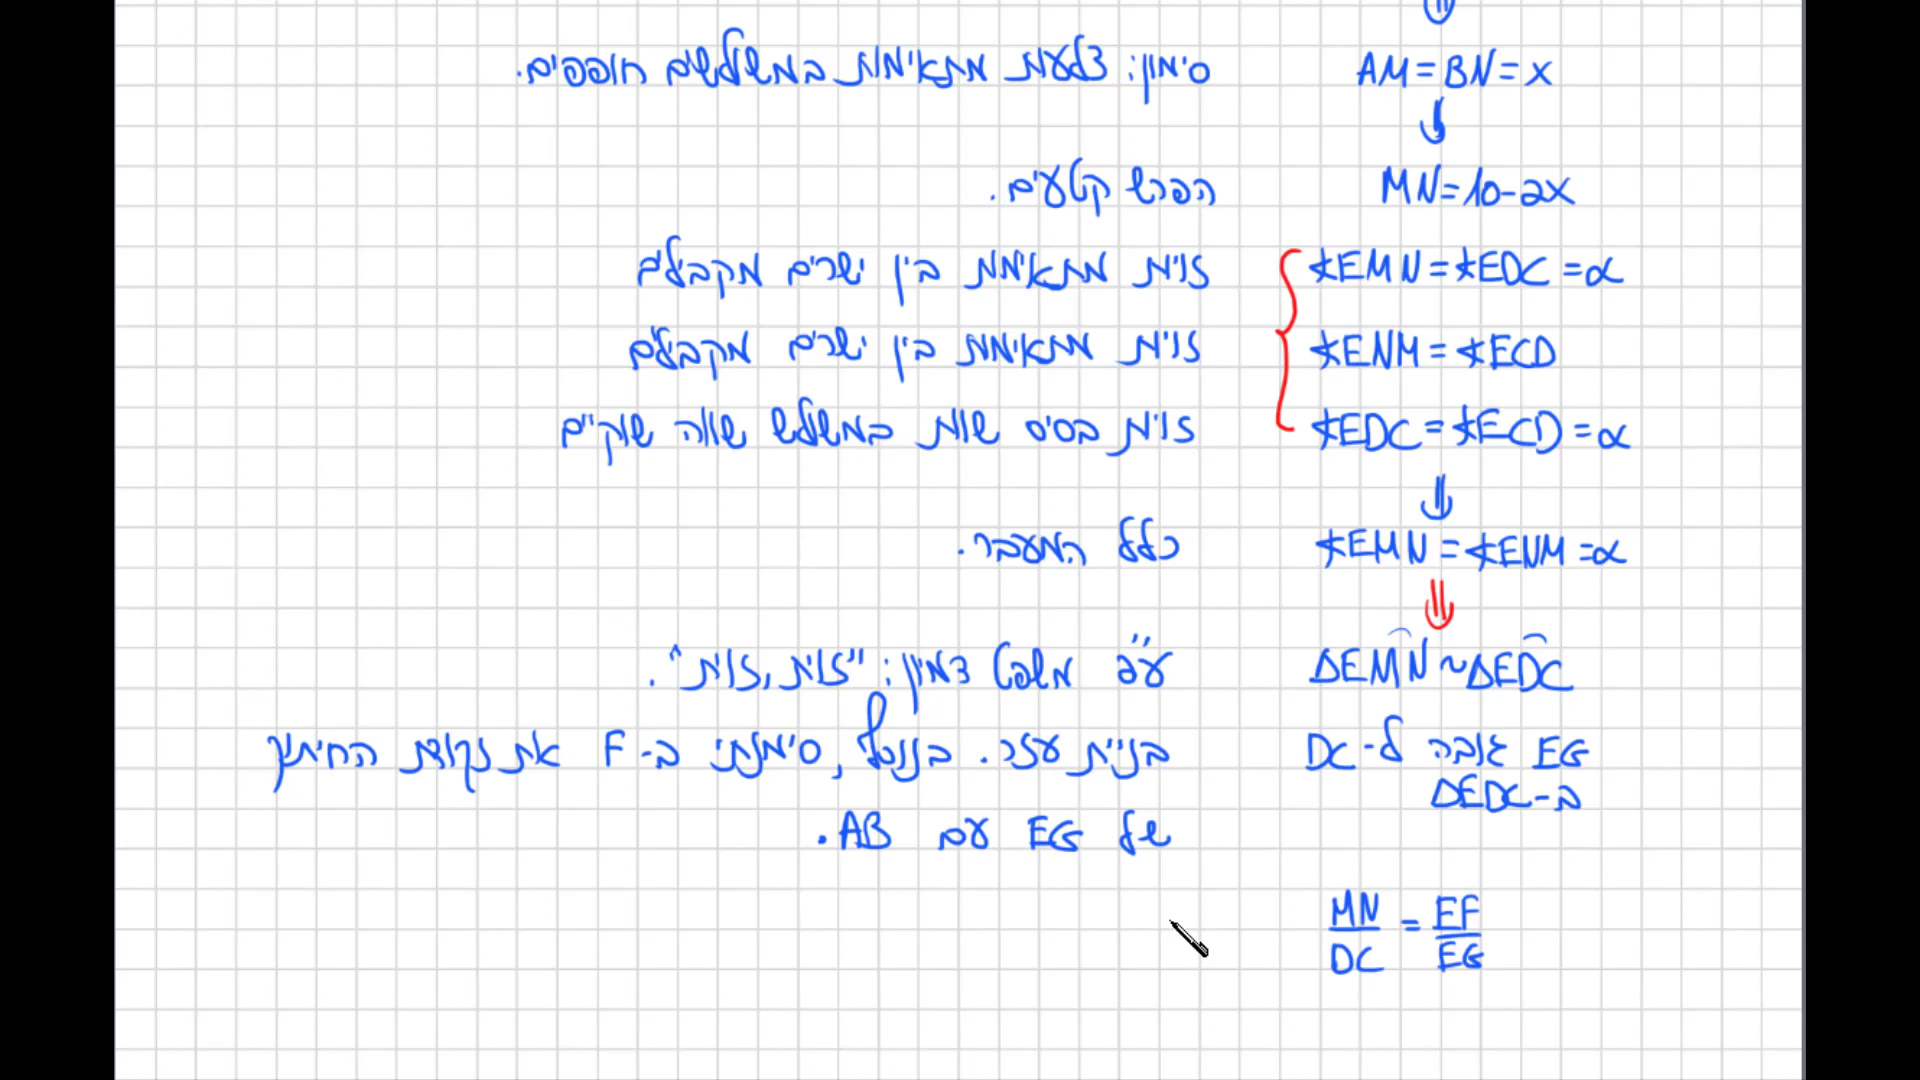 AM=BN=x סימון; צלעות מתאימות במשולשים חופפים.
MN=10-2x הפרש קטעים.
∢EMN=∢EDC=α זוית מתאימות בין ישרים מקבילים
∢ENM=∢ECD זוית מתאימות בין ישרים מקבילים
∢EDC=∢ECD=α זוית בסיס שוות במשולש שווה שוקיים
∢EMN=∢ENM=α כלל המעבר.
ΔEMN~ΔEDC ע"פ משפט דמיון: "זוית, זוית".
EG גובה ל-DC בניית עזר. בנוסף, סימנתי ב-F את נקודת החיתוך
ב-ΔEDC
של EG עם AB.
MN/DC = EF/EG